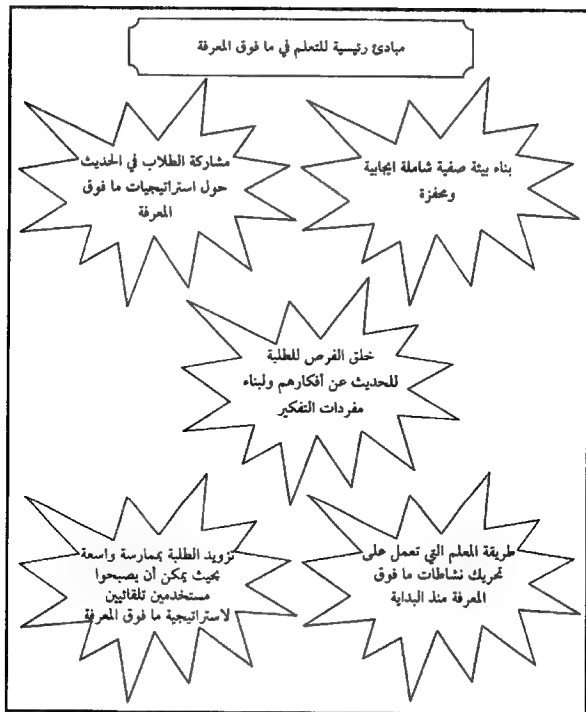 مبادئ رئيسية للتعلم في ما فوق المعرفة
بناء بيئة صفية شاملة ايجابية
ومحفزة
مشاركة الطلاب في الحديث
حول استراتيجيات ما فوق
المعرفة
خلق الفرص للطلبة
للحديث عن أفكارهم ولبناء
مفردات التفكير
طريقة المعلم التي تعمل على
تحريك نشاطات ما فوق
المعرفة منذ البداية
تزويد الطلبة بممارسة واسعة
بحيث يمكن أن يصبحوا
مستخدمين تلقائيين
لاستراتيجية ما فوق المعرفة